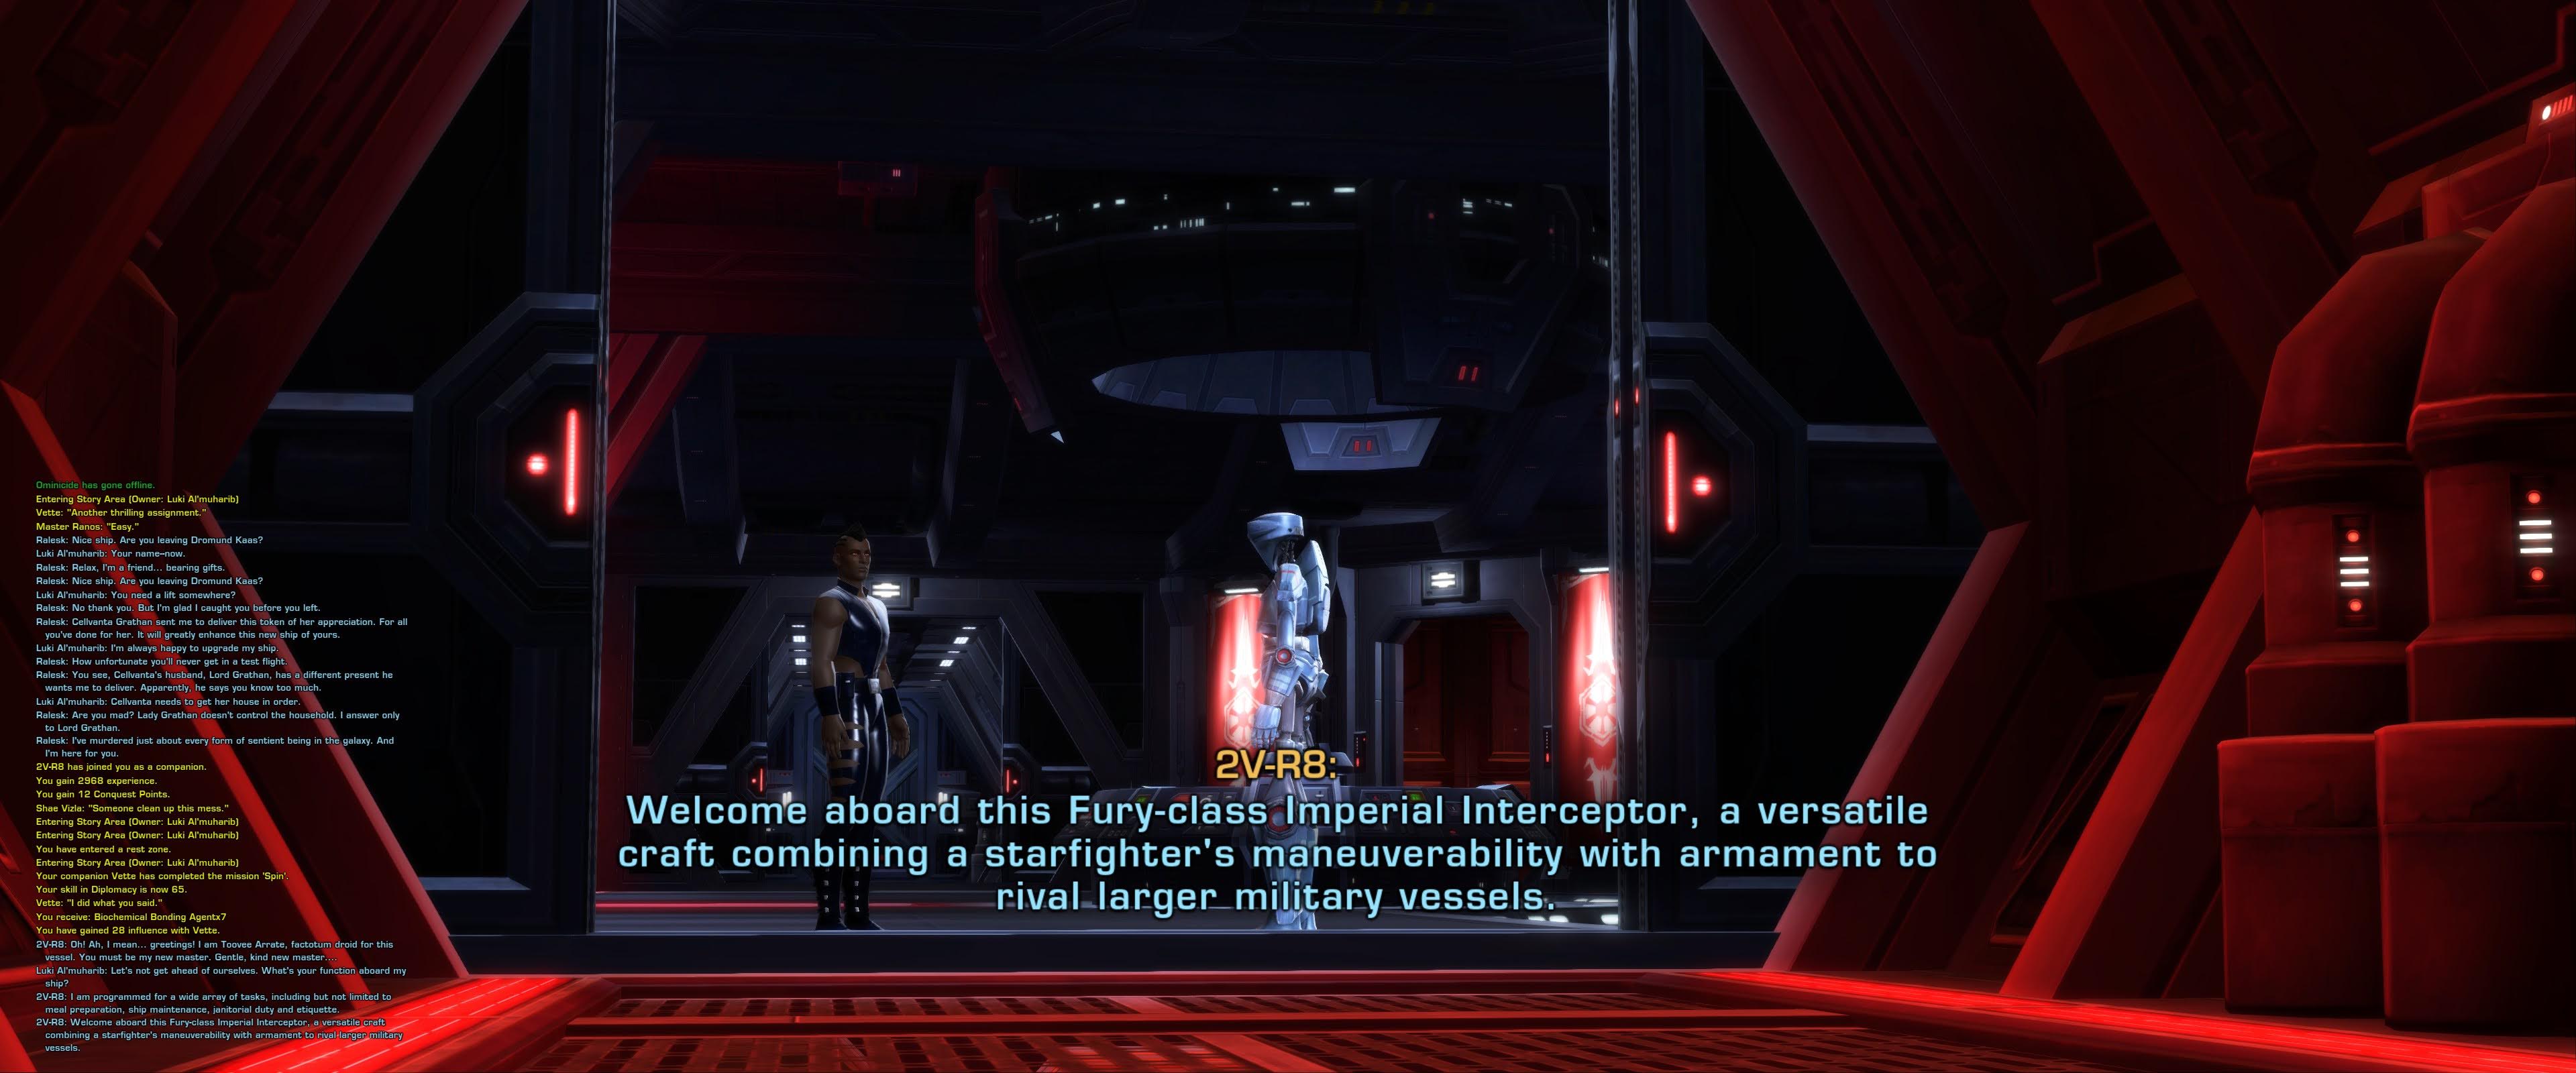 Ominicide has gone offline.
Entering Story Area (Owner: Luki Al'muharib)
Vette: "Another thrilling assignment."
Master Ranos: "Easy."
Ralesk: Nice ship. Are you leaving Dromund Kaas?
Luki Al'muharib: Your name—now.
Ralesk: Relax, I'm a friend... bearing gifts.
Ralesk: Nice ship. Are you leaving Dromund Kaas?
Luki Al'muharib: You need a lift somewhere?
Ralesk: No thank you. But I'm glad I caught you before you left.
Ralesk: Cellvanta Grathan sent me to deliver this token of her appreciation. For all
you've done for her. It will greatly enhance this new ship of yours.
Luki Al'muharib: I'm always happy to upgrade my ship.
Ralesk: How unfortunate you'll never get in a test flight.
Ralesk: You see, Cellvanta's husband, Lord Grathan, has a different present he
wants me to deliver. Apparently, he says you know too much.
Luki Al'muharib: Cellvanta needs to get her house in order.
Ralesk: Are you mad? Lady Grathan doesn't control the household. I answer only
to Lord Grathan.
Ralesk: I've murdered just about every form of sentient being in the galaxy. And
I'm here for you.
2V-R8 has joined you as a companion.
You gain 2968 experience.
You gain 12 Conquest Points.
Shae Vizla: "Someone clean up this mess."
Entering Story Area (Owner: Luki Al'muharib)
Entering Story Area (Owner: Luki Al'muharib)
You have entered a rest zone.
Entering Story Area (Owner: Luki Al'muharib)
Your companion Vette has completed the mission 'Spin'.
Your skill in Diplomacy is now 65.
Vette: "I did what you said."
You receive: Biochemical Bonding Agentx7
You have gained 28 influence with Vette.
2V-R8: Oh! Ah, I mean... greetings! I am Toovee Arrate, factotum droid for this
vessel. You must be my new master. Gentle, kind new master....
Luki Al'muharib: Let's not get ahead of ourselves. What's your function aboard my
ship?
2V-R8: I am programmed for a wide array of tasks, including but not limited to
meal preparation, ship maintenance, janitorial duty and etiquette.
2V-R8: Welcome aboard this Fury-class Imperial Interceptor, a versatile craft
combining a starfighter's maneuverability with armament to rival larger military
vessels.
2V-R8:
Welcome aboard this Fury-class Imperial Interceptor, a versatile
craft combining a starfighter's maneuverability with armament to
rival larger military vessels.